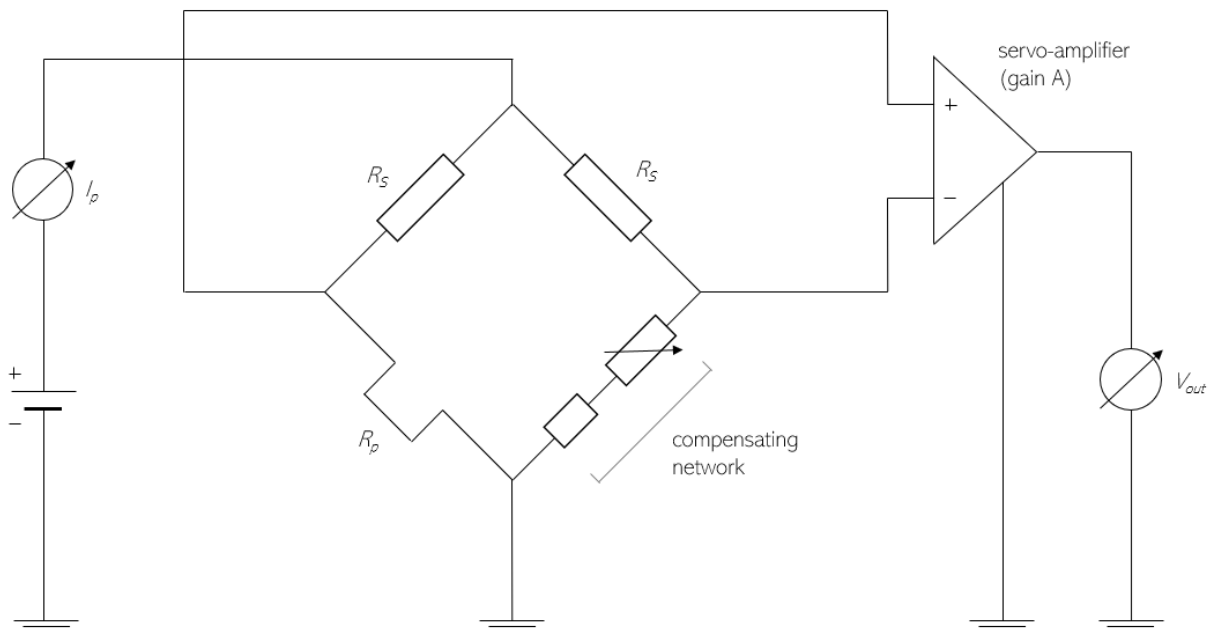 servo-amplifier
(gain A)
+
R_S
R_S
I_p
−
+
−
V_out
R_p
compensating
network